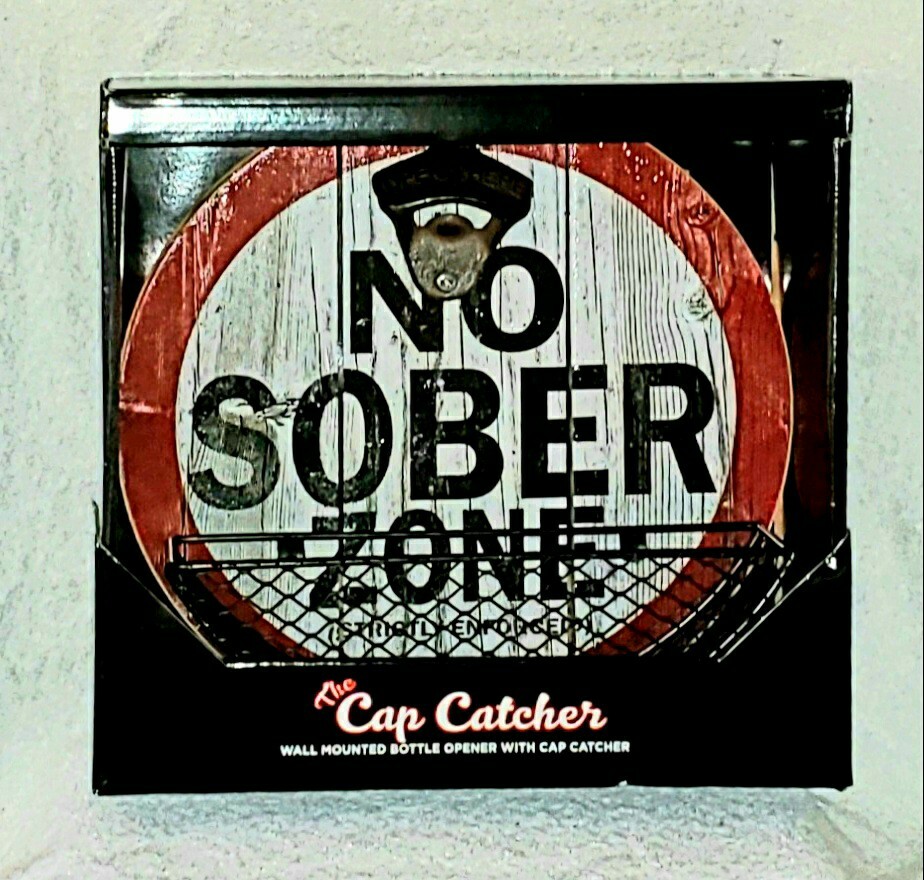 NO
SOBER
ZONE
(STRICTLY ENFORCED)
The
Cap Catcher
WALL MOUNTED BOTTLE OPENER WITH CAP CATCHER